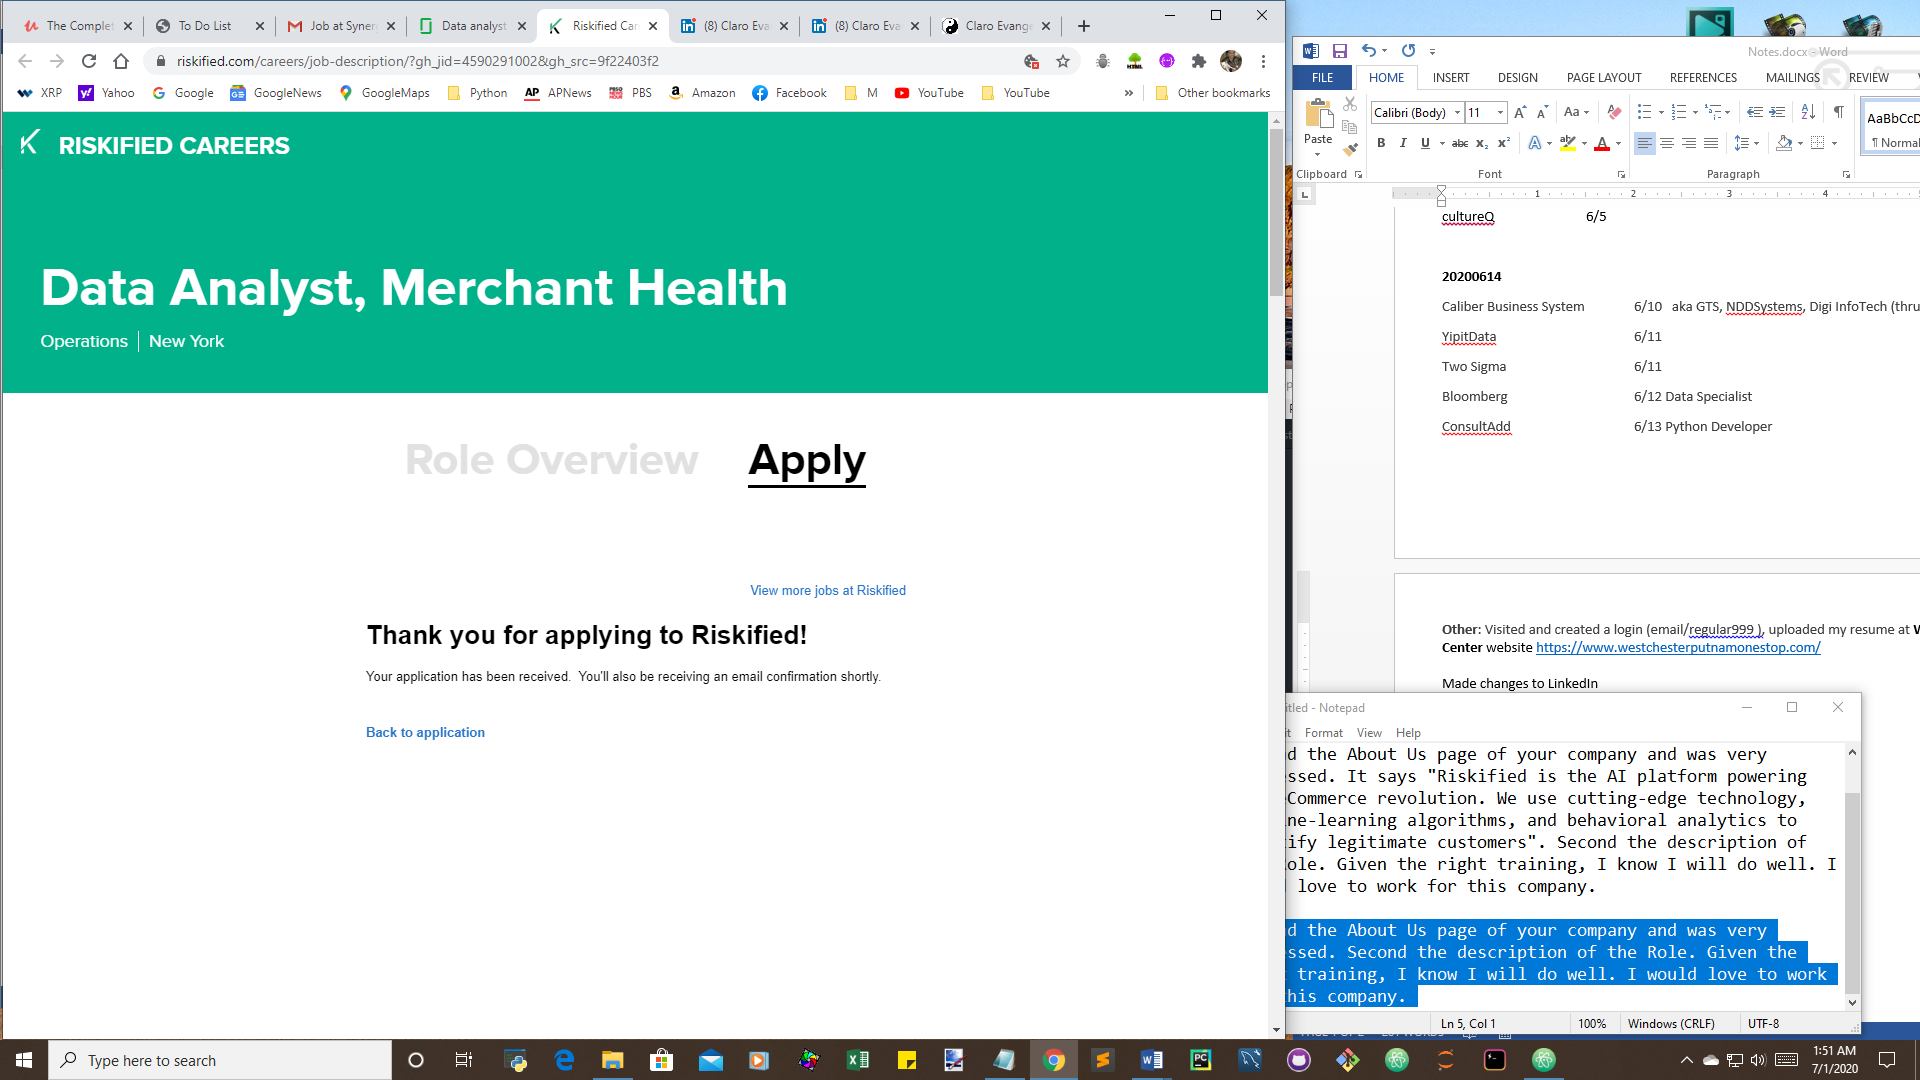 The Complet
To Do List
Job at Syner
Data analyst
Riskified Car
(8) Claro Eva
(8) Claro Eva
Claro Evange
riskified.com/careers/job-description/?gh_jid=4590291002&gh_src=9f22403f2
XRP
Yahoo
Google
GoogleNews
GoogleMaps
Python
APNews
PBS
Amazon
Facebook
M
YouTube
YouTube
»
Other bookmarks
RISKIFIED CAREERS
Data Analyst, Merchant Health
Operations | New York
Role Overview
Apply
View more jobs at Riskified
Thank you for applying to Riskified!
Your application has been received.  You'll also be receiving an email confirmation shortly.
Back to application
Notes.docx - Word
FILE
HOME
INSERT
DESIGN
PAGE LAYOUT
REFERENCES
MAILINGS
REVIEW
VIEW
Paste
Clipboard
Calibri (Body)
11
Aa
B I U abc x₂ x²
Font
Paragraph
AaBbCcD
¶ Normal
1 2 3 4
cultureQ 6/5
20200614
Caliber Business System 6/10 aka GTS, NDDSystems, Digi InfoTech (thru
YipitData 6/11
Two Sigma 6/11
Bloomberg 6/12 Data Specialist
ConsultAdd 6/13 Python Developer
Other: Visited and created a login (email/regular999 ), uploaded my resume at W
Center website https://www.westchesterputnamonestop.com/
Made changes to LinkedIn
itled - Notepad
it Format View Help
d the About Us page of your company and was very
ssed. It says "Riskified is the AI platform powering
Commerce revolution. We use cutting-edge technology,
ne-learning algorithms, and behavioral analytics to
ify legitimate customers". Second the description of
ole. Given the right training, I know I will do well. I
love to work for this company.
d the About Us page of your company and was very
ssed. Second the description of the Role. Given the
training, I know I will do well. I would love to work
his company.
Ln 5, Col 1
100%
Windows (CRLF)
UTF-8
Type here to search
1:51 AM
7/1/2020